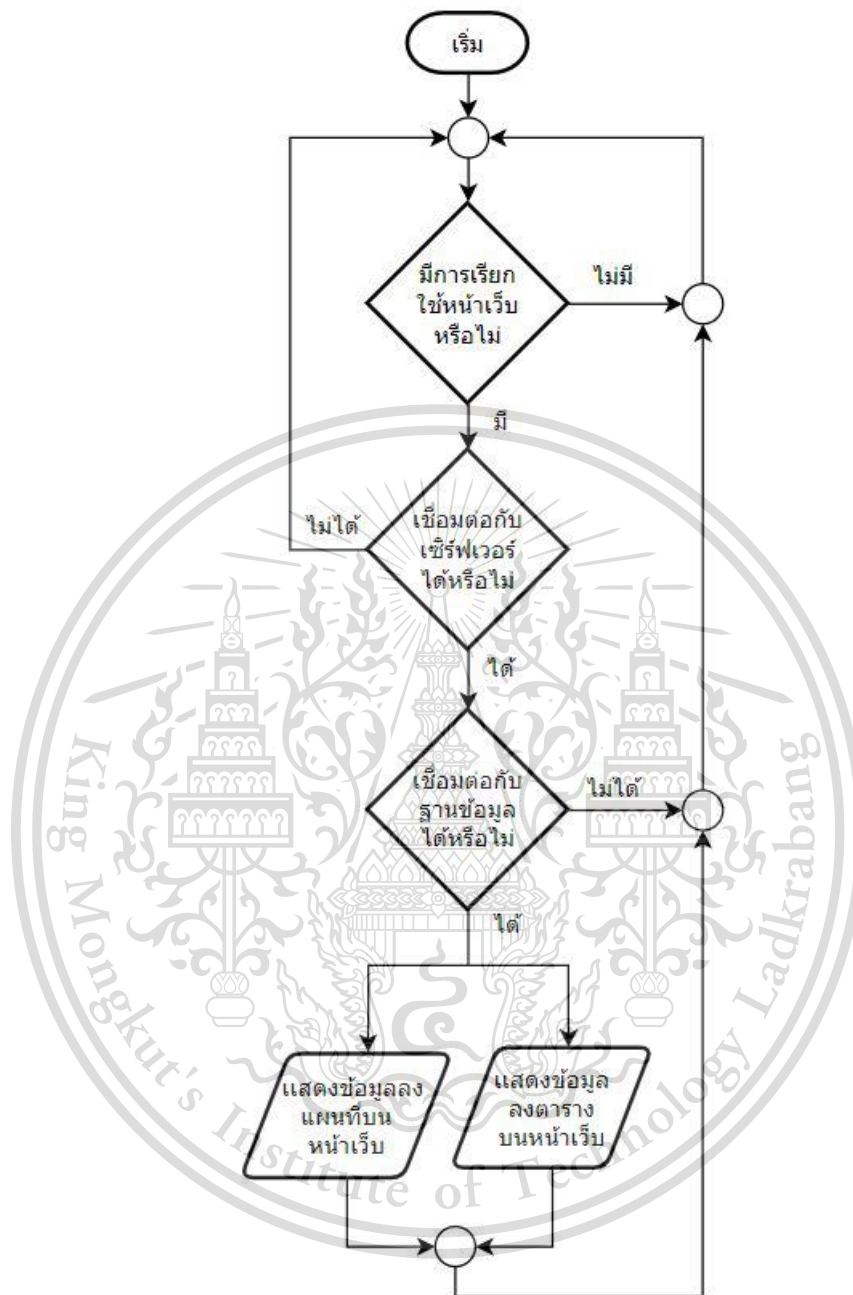 เริ่ม
มีการเรียก
ใช้หน้าเว็บ
หรือไม่
ไม่มี
มี
เชื่อมต่อกับ
เซิร์ฟเวอร์
ได้หรือไม่
ไม่ได้
ได้
เชื่อมต่อกับ
ฐานข้อมูล
ได้หรือไม่
ไม่ได้
ได้
แสดงข้อมูลลง
แผนที่บน
หน้าเว็บ
แสดงข้อมูล
ลงตาราง
บนหน้าเว็บ
King Mongkut's Institute of Technology Ladkrabang